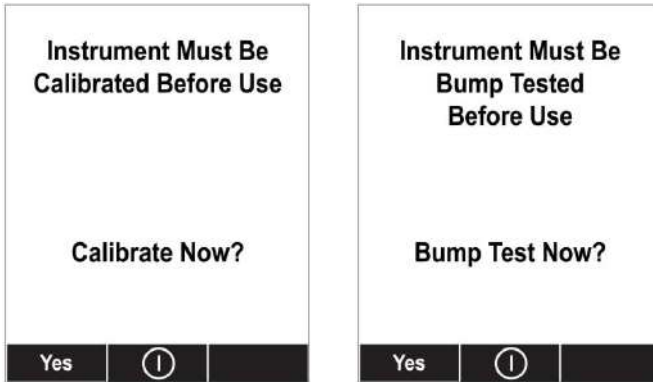 Instrument Must Be
Calibrated Before Use
Calibrate Now?
Yes
Instrument Must Be
Bump Tested
Before Use
Bump Test Now?
Yes